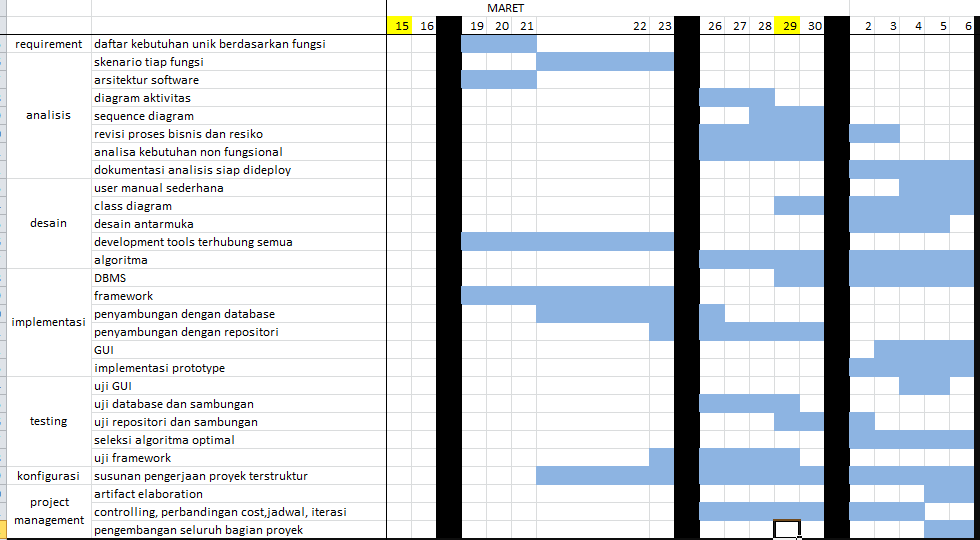 MARET
15 16 19 20 21 22 23 26 27 28 29 30 2 3 4 5 6
requirement daftar kebutuhan unik berdasarkan fungsi
skenario tiap fungsi
arsitektur software
diagram aktivitas
analisis sequence diagram
revisi proses bisnis dan resiko
analisa kebutuhan non fungsional
dokumentasi analisis siap dideploy
user manual sederhana
class diagram
desain desain antarmuka
development tools terhubung semua
algoritma
DBMS
framework
penyambungan dengan database
implementasi penyambungan dengan repositori
GUI
implementasi prototype
uji GUI
uji database dan sambungan
testing uji repositori dan sambungan
seleksi algoritma optimal
uji framework
konfigurasi susunan pengerjaan proyek terstruktur
artifact elaboration
project management controlling, perbandingan cost,jadwal, iterasi
pengembangan seluruh bagian proyek